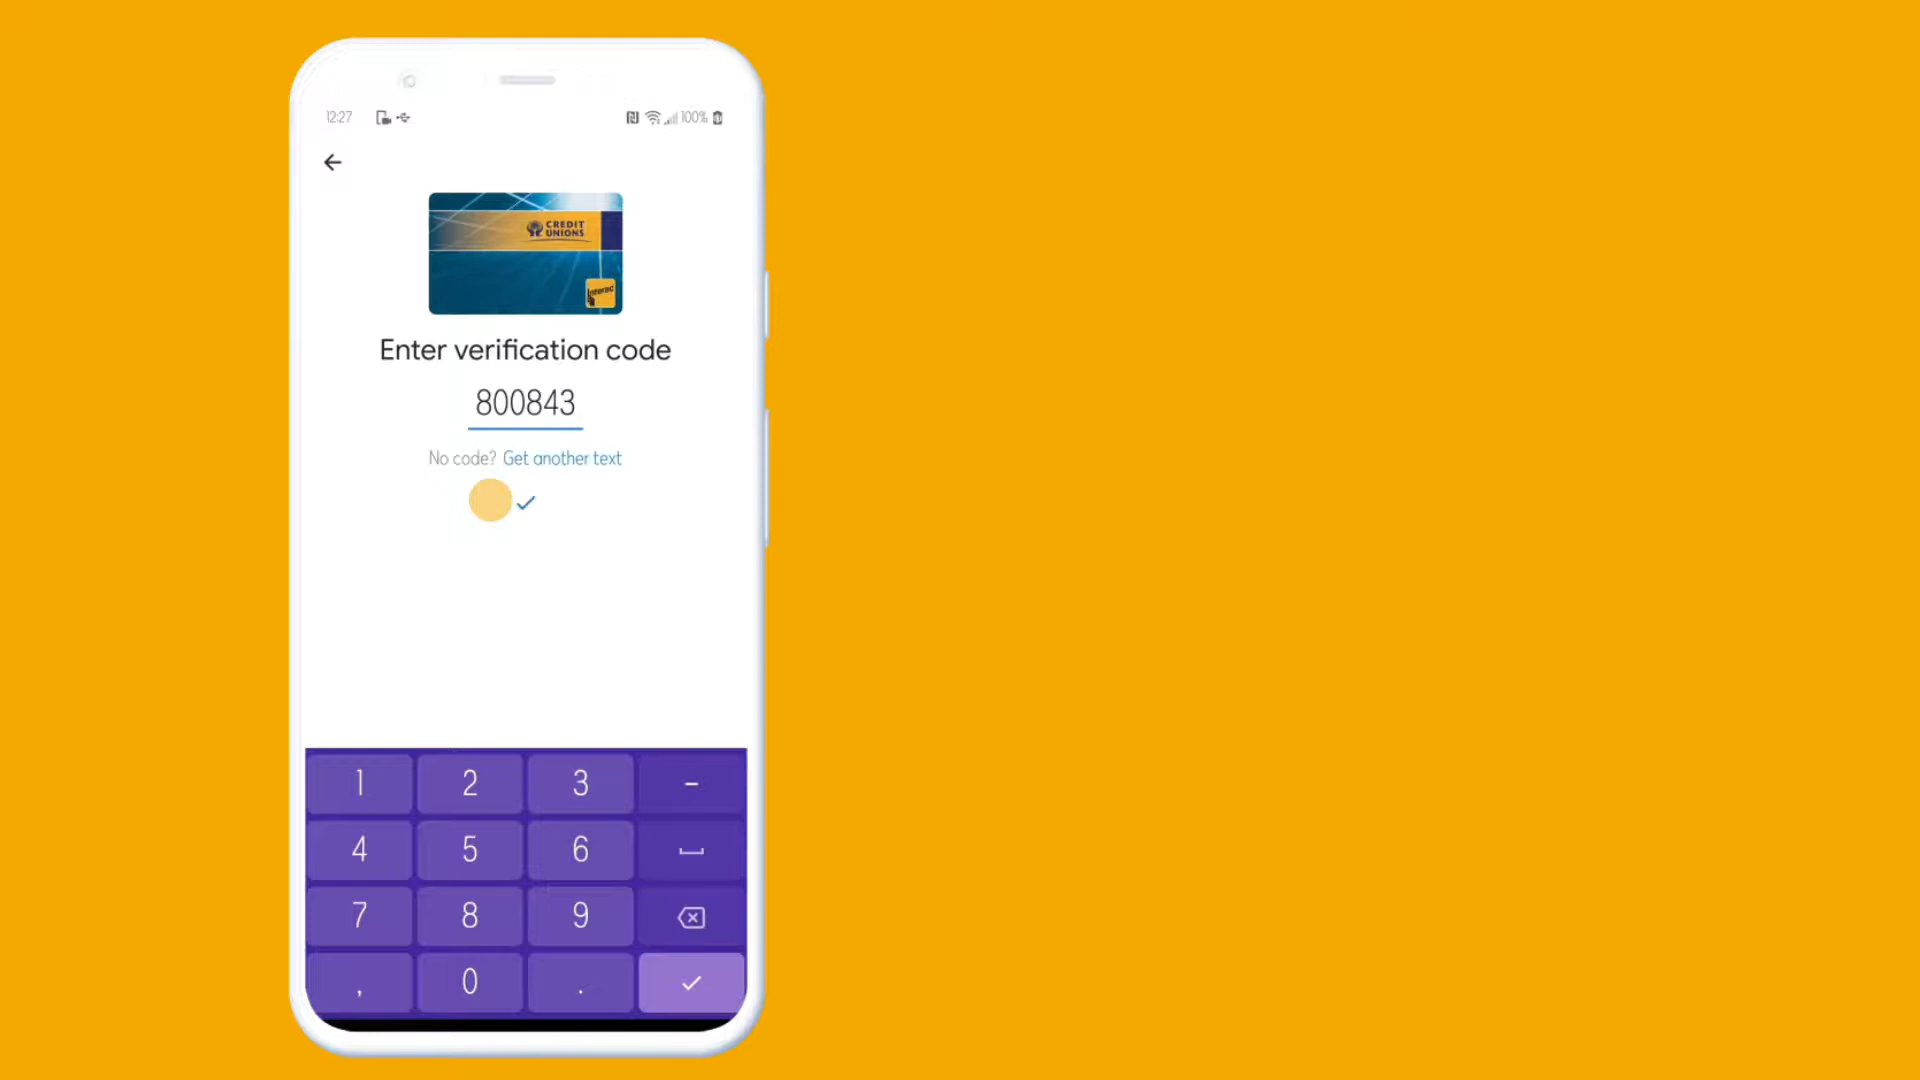 12:27
100%
CREDIT
UNIONS
Interac
Enter verification code
800843
No code? Get another text
1 2 3 -
4 5 6
7 8 9
, 0 .